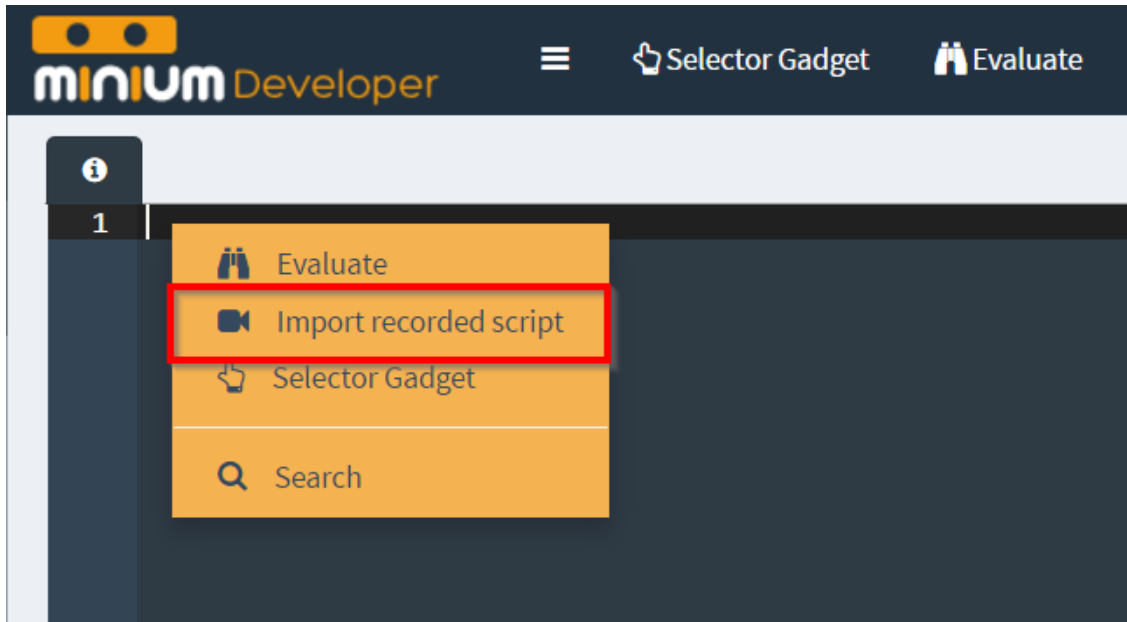 minium Developer
Selector Gadget
Evaluate
1
Evaluate
Import recorded script
Selector Gadget
Search